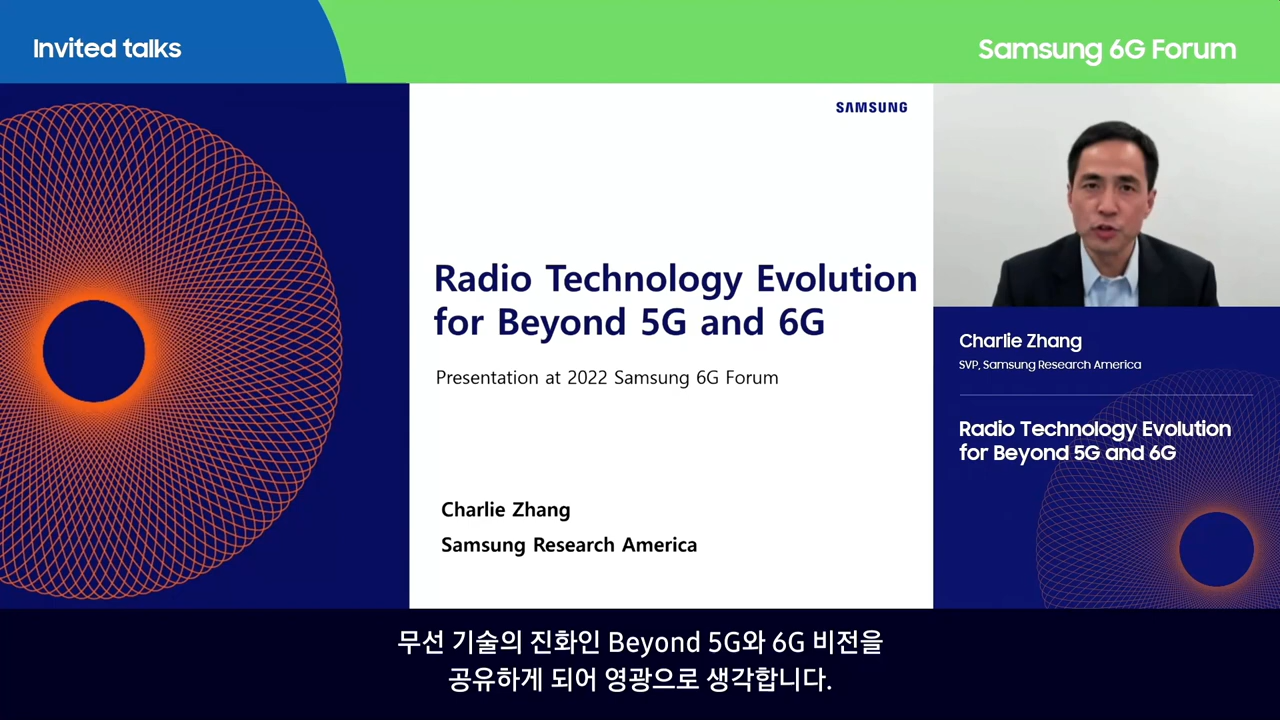 Invited talks
Samsung 6G Forum
SAMSUNG
Radio Technology Evolution
for Beyond 5G and 6G
Presentation at 2022 Samsung 6G Forum
Charlie Zhang
Samsung Research America
Charlie Zhang
SVP, Samsung Research America
Radio Technology Evolution
for Beyond 5G and 6G
무선 기술의 진화인 Beyond 5G와 6G 비전을
공유하게 되어 영광으로 생각합니다.